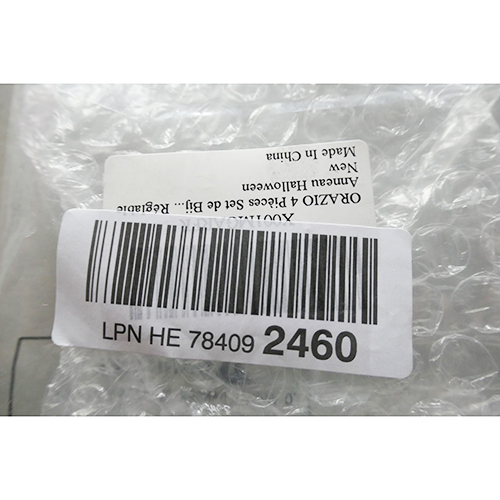 LPN HE 78409 2460
ORAZIO 4 Pièces Set de Bij... Réglable
Anneau Halloween
New
Made In China